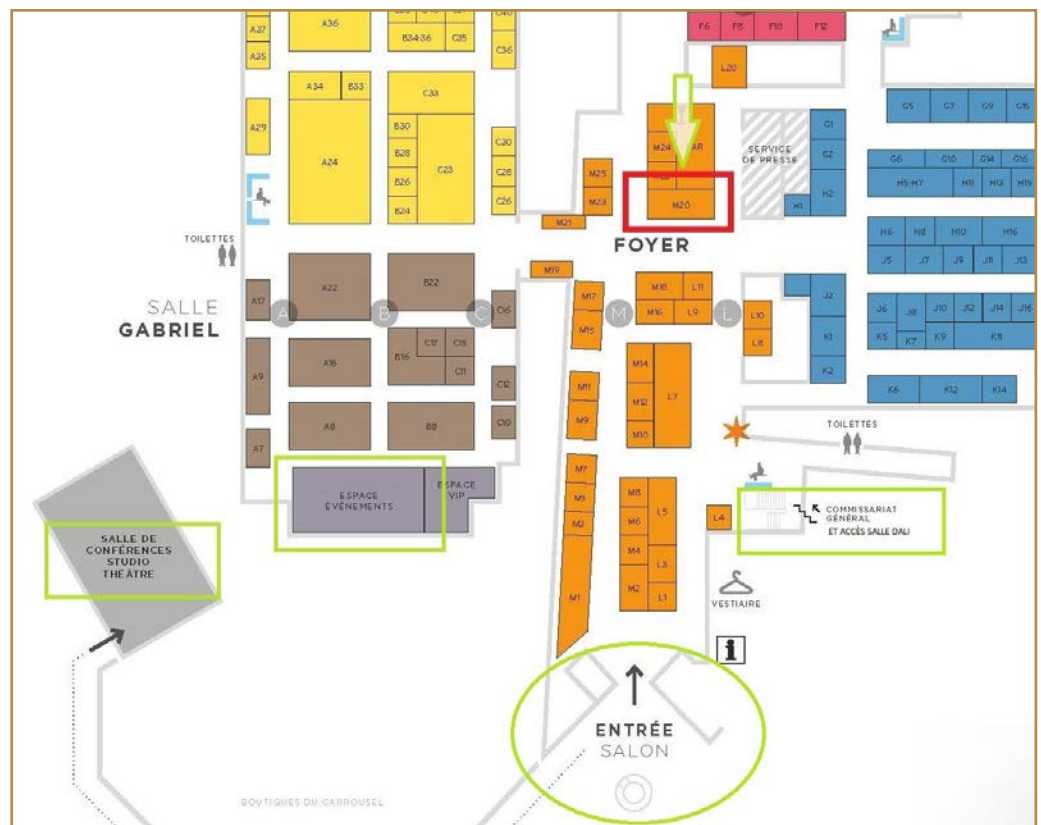 A37
A35
A36
B34-36
C35
C36
F6
F8
F10
F12
L20
A34
B33
C33
A29
A24
B30
B28
B26
B24
C23
C30
C28
C26
M25
M23
M21
M24
M20
SERVICE
DE PRESSE
G1
G2
H2
H1
G5
G7
G9
G15
G6
G10
G14
G16
H5-H7
H11
H13
H15
H6
H8
H10
H16
J5
J7
J9
J11
J13
FOYER
TOILETTES
SALLE
GABRIEL
A17
A
A22
B
B22
C
C16
M19
M17
M15
M
M18
L11
M16
L9
L
L10
L8
J2
K1
K2
J6
J8
J10
J12
J14
J16
K5
K7
K9
K11
K6
K12
K14
A9
A16
B16
C17
C15
C11
C12
C10
A7
A8
B8
M11
M9
M14
M12
M10
L7
TOILETTES
ESPACE
ÉVÉNEMENTS
ESPACE
VIP
M7
M5
M3
M1
M8
M6
M4
M2
L5
L3
L1
L4
COMMISSARIAT
GÉNÉRAL
ET ACCÈS SALLE DALI
VESTIAIRE
i
SALLE DE
CONFÉRENCES
STUDIO
THÉÂTRE
ENTRÉE
SALON
BOUTIQUES DU CARROUSEL